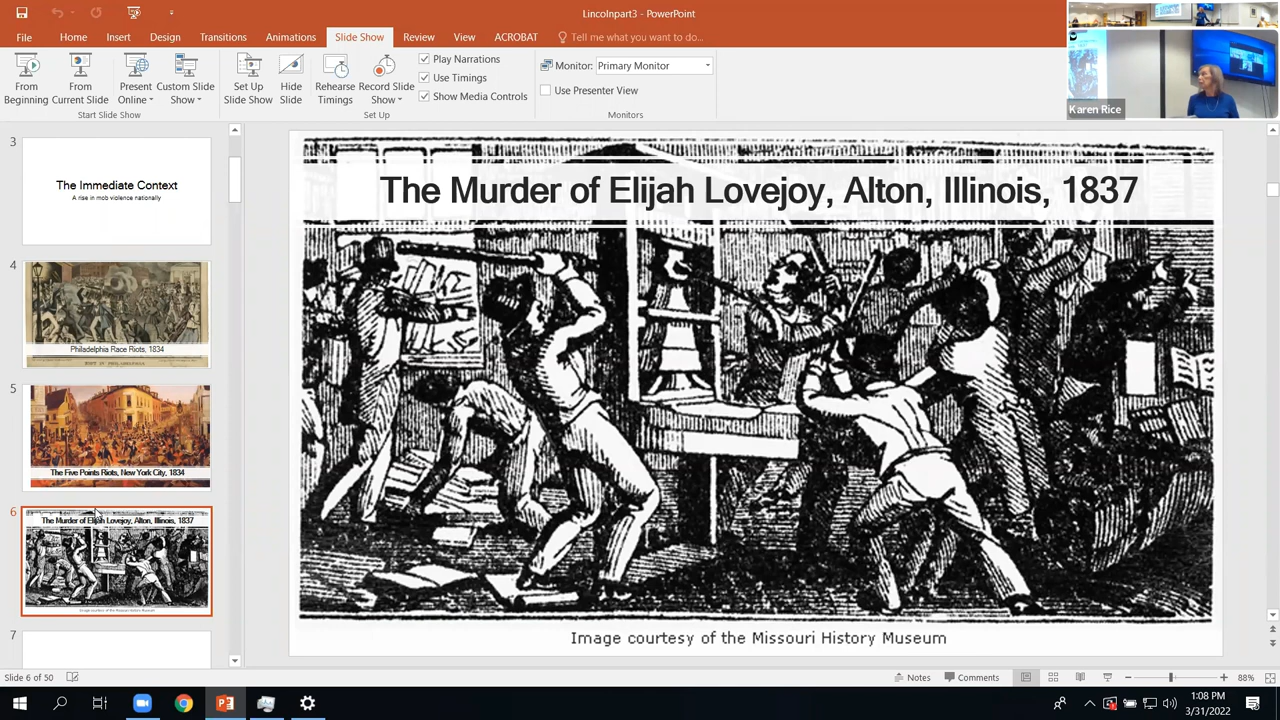 Lincolnpart3 - PowerPoint
File Home Insert Design Transitions Animations Slide Show Review View ACROBAT Tell me what you want to do...
From Beginning
From Current Slide
Present Online
Custom Slide Show
Set Up Slide Show
Hide Slide
Rehearse Timings
Record Slide Show
Play Narrations
Use Timings
Show Media Controls
Monitor: Primary Monitor
Use Presenter View
Start Slide Show
Set Up
Monitors
Karen Rice
3
The Immediate Context
A rise in mob violence nationally
4
Philadelphia Race Riots, 1834
5
The Five Points Riots, New York City, 1834
6
The Murder of Elijah Lovejoy, Alton, Illinois, 1837
7
The Murder of Elijah Lovejoy, Alton, Illinois, 1837
Image courtesy of the Missouri History Museum
Slide 6 of 50
Notes
Comments
88%
1:08 PM
3/31/2022